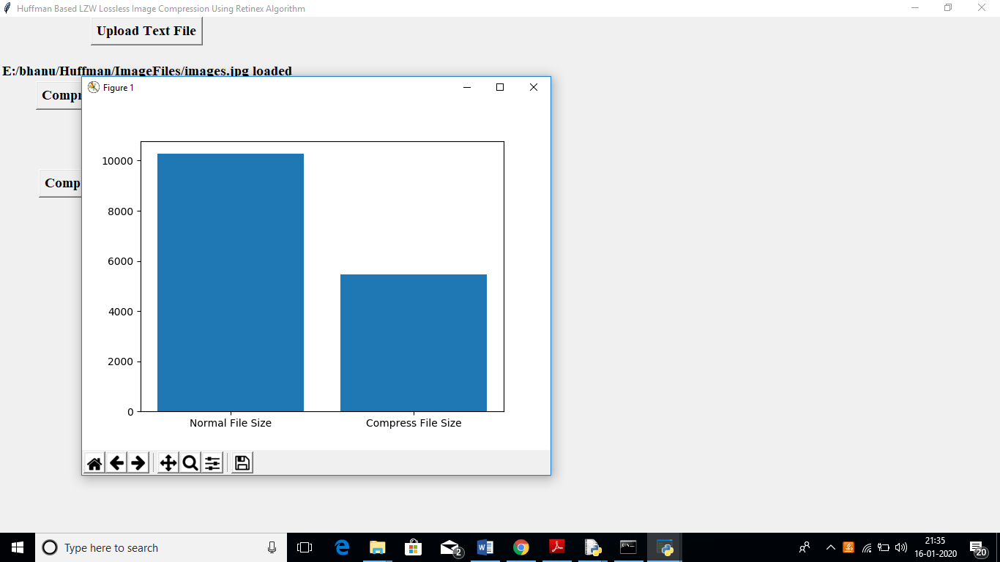 Huffman Based LZW Lossless Image Compression Using Retinex Algorithm
Upload Text File
E:/bhanu/Huffman/ImageFiles/images.jpg loaded
Figure 1
10000
8000
6000
4000
2000
0
Normal File Size
Compress File Size
Type here to search
2
21:35
16-01-2020
20